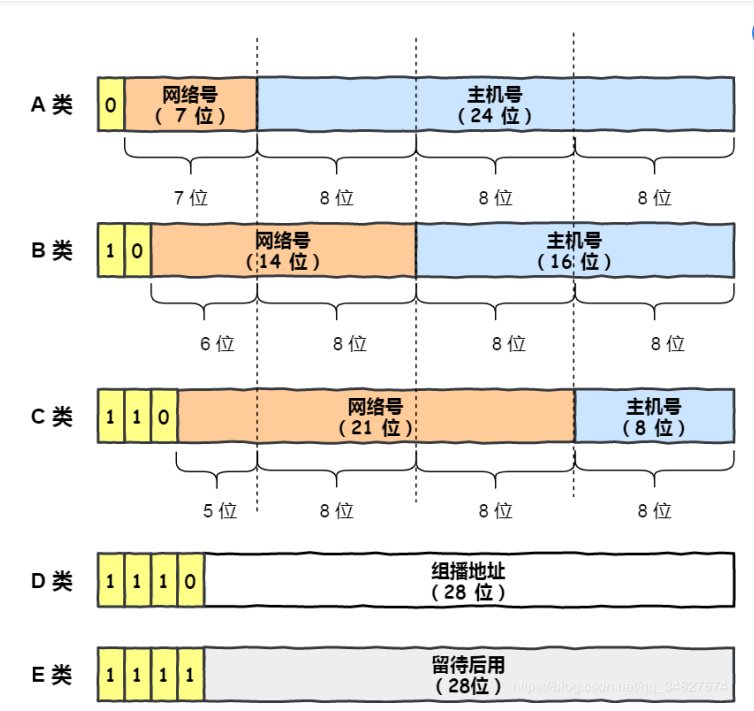 A 类 0 网络号 主机号
( 7 位 ) ( 24 位 )
7 位 8 位 8 位 8 位
B 类 1 0 网络号 主机号
( 14 位 ) ( 16 位 )
6 位 8 位 8 位 8 位
C 类 1 1 0 网络号 主机号
( 21 位 ) ( 8 位 )
5 位 8 位 8 位 8 位
D 类 1 1 1 0 组播地址
( 28 位 )
E 类 1 1 1 1 留待后用
(28位)
https://blog.csdn.net/qq_34827674